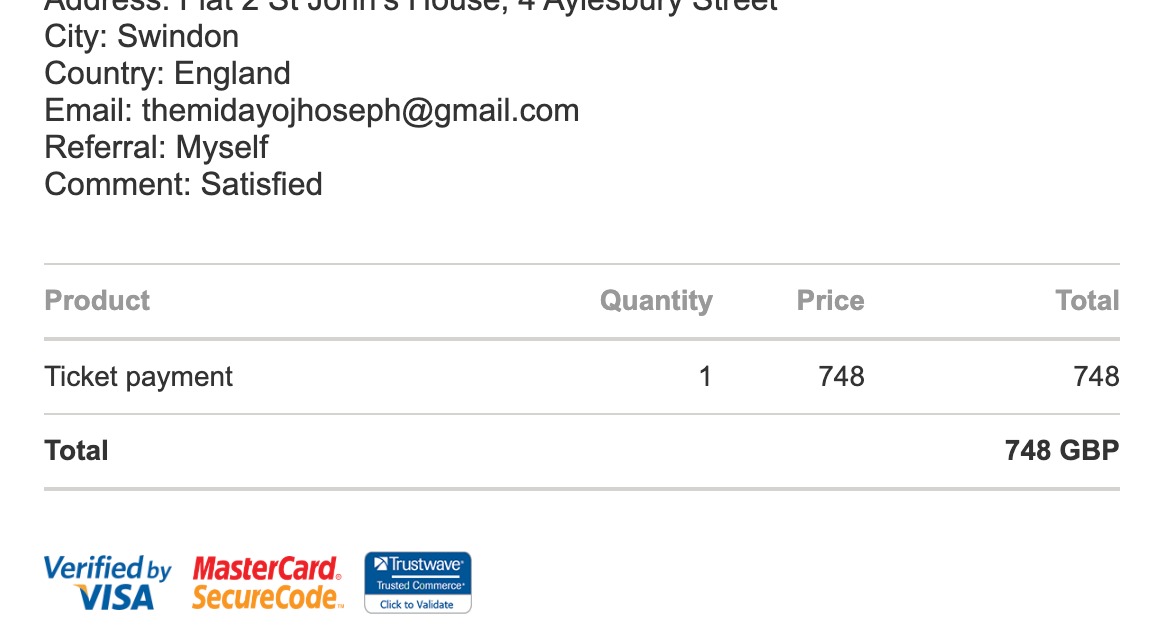 Address: Flat 2 St John's House, 4 Aylesbury Street
City: Swindon
Country: England
Email: themidayojhoseph@gmail.com
Referral: Myself
Comment: Satisfied
Product Quantity Price Total
Ticket payment 1 748 748
Total 748 GBP
Verified by VISA
MasterCard. SecureCode™
Trustwave®
Trusted Commerce®
Click to Validate